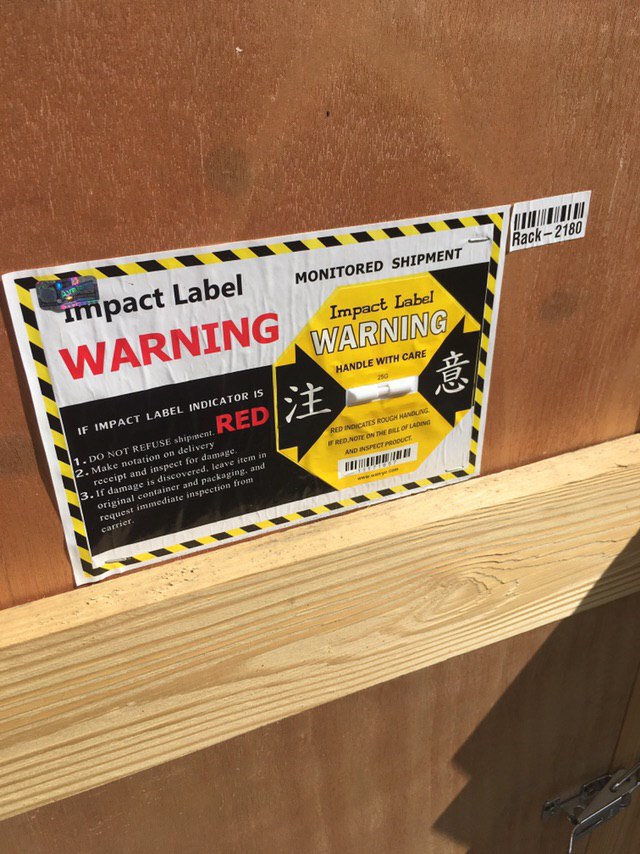 Rack-2180
Impact Label
WARNING
MONITORED SHIPMENT
IF IMPACT LABEL INDICATOR IS
RED
1. DO NOT REFUSE shipment.
2. Make notation on delivery
receipt and inspect for damage.
3. If damage is discovered, leave item in
original container and packaging, and
request immediate inspection from
carrier.
Impact Label
WARNING
HANDLE WITH CARE
25G
注
意
RED INDICATES ROUGH HANDLING.
IF RED,NOTE ON THE BILL OF LADING
AND INSPECT PRODUCT.